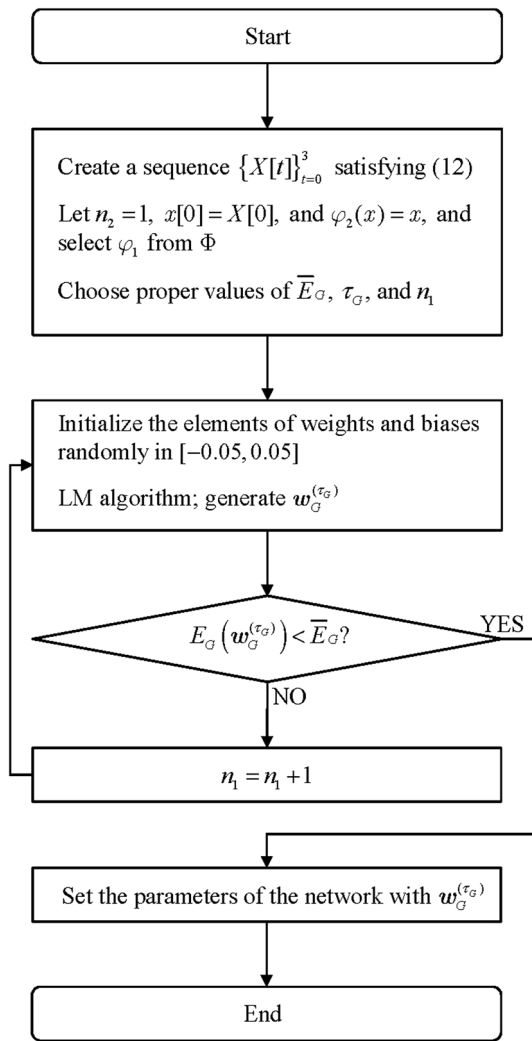 Start
Create a sequence {X[t]}³ₜ₌₀ satisfying (12)
Let n₂ = 1, x[0] = X[0], and φ₂(x) = x, and
select φ₁ from Φ
Choose proper values of E̅_G, τ_G, and n₁
Initialize the elements of weights and biases
randomly in [−0.05, 0.05]
LM algorithm; generate w_G^(τ_G)
E_G(w_G^(τ_G)) < E̅_G?
YES
NO
n₁ = n₁ + 1
Set the parameters of the network with w_G^(τ_G)
End